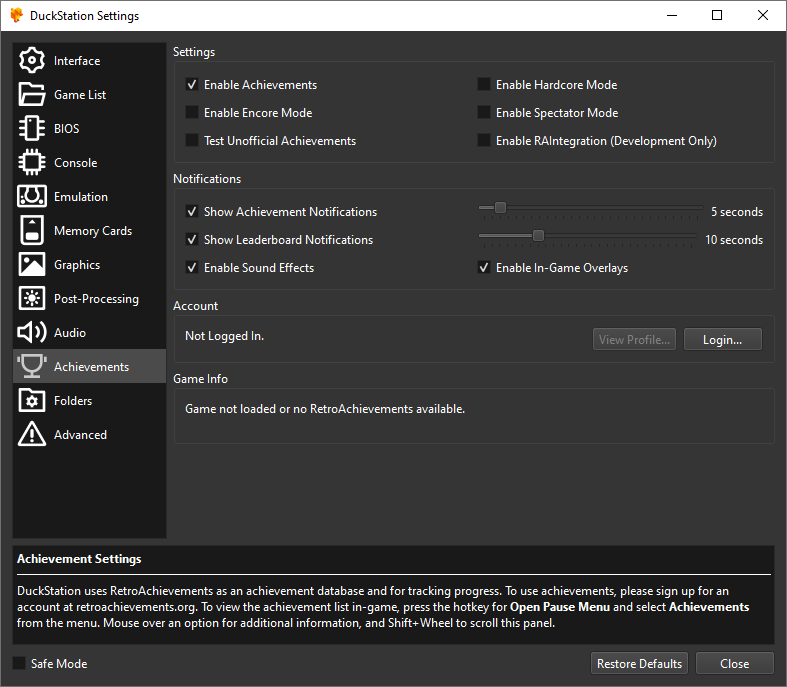 DuckStation Settings
Interface
Game List
BIOS
Console
Emulation
Memory Cards
Graphics
Post-Processing
Audio
Achievements
Folders
Advanced
Settings
Enable Achievements
Enable Hardcore Mode
Enable Encore Mode
Enable Spectator Mode
Test Unofficial Achievements
Enable RAIntegration (Development Only)
Notifications
Show Achievement Notifications
5 seconds
Show Leaderboard Notifications
10 seconds
Enable Sound Effects
Enable In-Game Overlays
Account
Not Logged In.
View Profile...
Login...
Game Info
Game not loaded or no RetroAchievements available.
Achievement Settings
DuckStation uses RetroAchievements as an achievement database and for tracking progress. To use achievements, please sign up for an
account at retroachievements.org. To view the achievement list in-game, press the hotkey for Open Pause Menu and select Achievements
from the menu. Mouse over an option for additional information, and Shift+Wheel to scroll this panel.
Safe Mode
Restore Defaults
Close